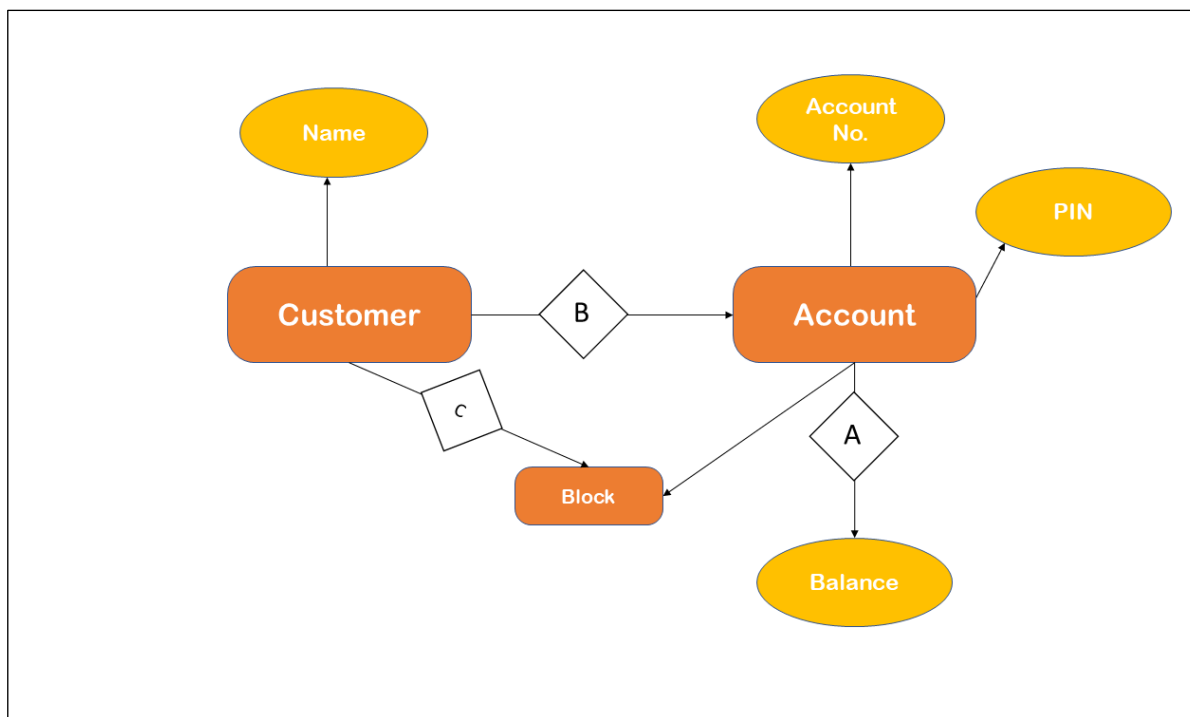 Name
Account
No.
PIN
Customer
B
Account
C
A
Block
Balance